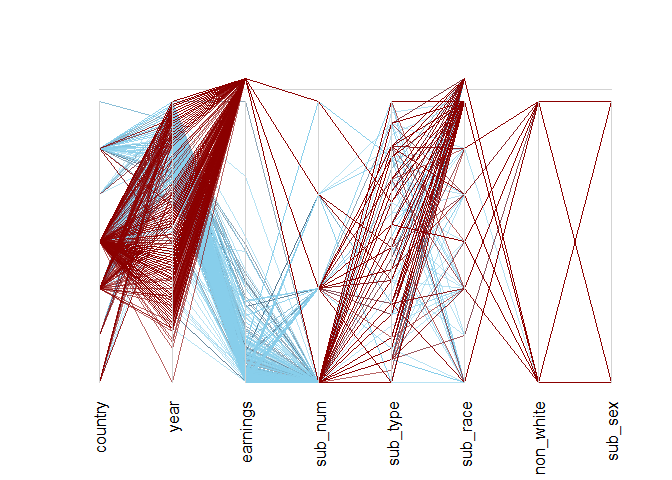 country
year
earnings
sub_num
sub_type
sub_race
non_white
sub_sex